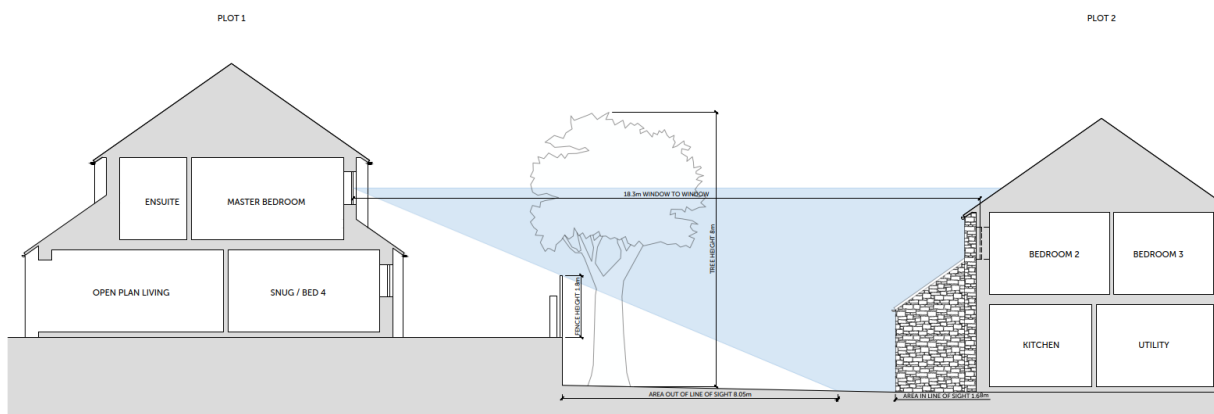 PLOT 1
PLOT 2
ENSUITE
MASTER BEDROOM
18.3m WINDOW TO WINDOW
TREE HEIGHT 8m
BEDROOM 2
BEDROOM 3
OPEN PLAN LIVING
SNUG / BED 4
FENCE HEIGHT 1.8m
KITCHEN
UTILITY
AREA OUT OF LINE OF SIGHT 8.05m
AREA IN LINE OF SIGHT 1.68m